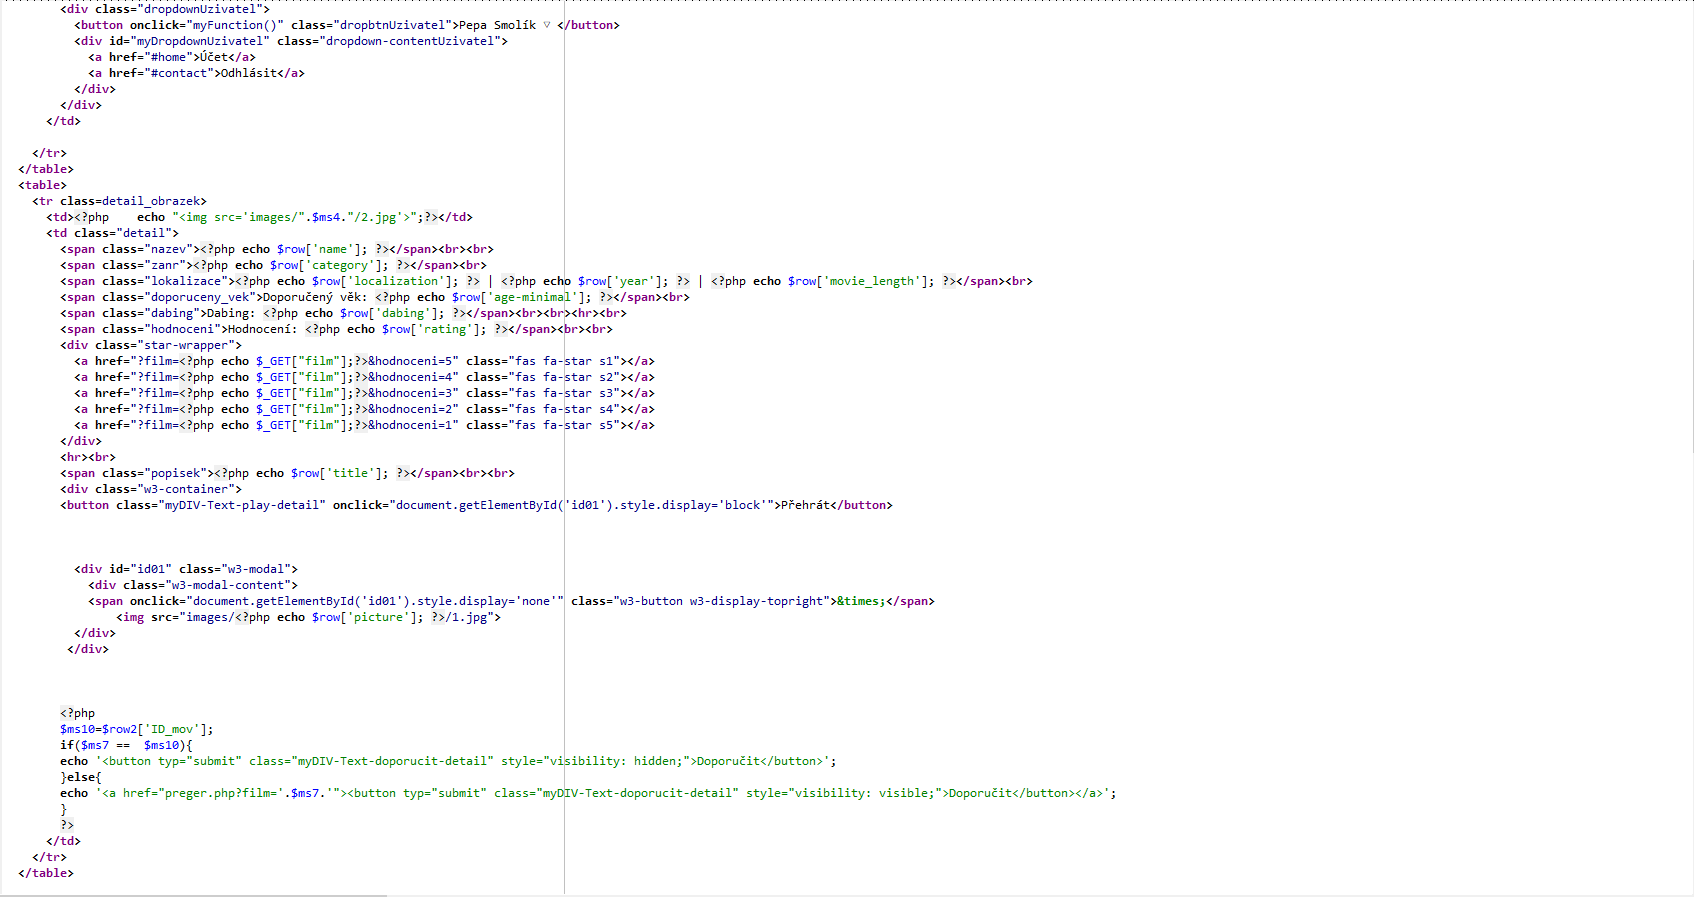 <div class="dropdownUzivatel">
<button onclick="myFunction()" class="dropbtnUzivatel">Pepa Smolík ▽ </button>
<div id="myDropdownUzivatel" class="dropdown-contentUzivatel">
<a href="#home">Účet</a>
<a href="#contact">Odhlásit</a>
</div>
</div>
</td>
</tr>
</table>
<table>
<tr class=detail_obrazek>
<td><?php    echo "<img src='images/".$ms4."/2.jpg'>";?></td>
<td class="detail">
<span class="nazev"><?php echo $row['name']; ?></span><br><br>
<span class="zanr"><?php echo $row['category']; ?></span><br>
<span class="lokalizace"><?php echo $row['localization']; ?> | <?php echo $row['year']; ?> | <?php echo $row['movie_length']; ?></span><br>
<span class="doporuceny_vek">Doporučený věk: <?php echo $row['age-minimal']; ?></span><br>
<span class="dabing">Dabing: <?php echo $row['dabing']; ?></span><br><br><hr><br>
<span class="hodnoceni">Hodnocení: <?php echo $row['rating']; ?></span><br><br>
<div class="star-wrapper">
<a href="?film=<?php echo $_GET["film"];?>&hodnoceni=5" class="fas fa-star s1"></a>
<a href="?film=<?php echo $_GET["film"];?>&hodnoceni=4" class="fas fa-star s2"></a>
<a href="?film=<?php echo $_GET["film"];?>&hodnoceni=3" class="fas fa-star s3"></a>
<a href="?film=<?php echo $_GET["film"];?>&hodnoceni=2" class="fas fa-star s4"></a>
<a href="?film=<?php echo $_GET["film"];?>&hodnoceni=1" class="fas fa-star s5"></a>
</div>
<hr><br>
<span class="popisek"><?php echo $row['title']; ?></span><br><br>
<div class="w3-container">
<button class="myDIV-Text-play-detail" onclick="document.getElementById('id01').style.display='block'">Přehrát</button>
<div id="id01" class="w3-modal">
<div class="w3-modal-content">
<span onclick="document.getElementById('id01').style.display='none'" class="w3-button w3-display-topright">&times;</span>
<img src="images/<?php echo $row['picture']; ?>/1.jpg">
</div>
</div>
<?php
$ms10=$row2['ID_mov'];
if($ms7 ==  $ms10){
echo '<button typ="submit" class="myDIV-Text-doporucit-detail" style="visibility: hidden;">Doporučit</button>';
}else{
echo '<a href="preger.php?film='.$ms7.'"><button typ="submit" class="myDIV-Text-doporucit-detail" style="visibility: visible;">Doporučit</button></a>';
}
?>
</td>
</tr>
</table>